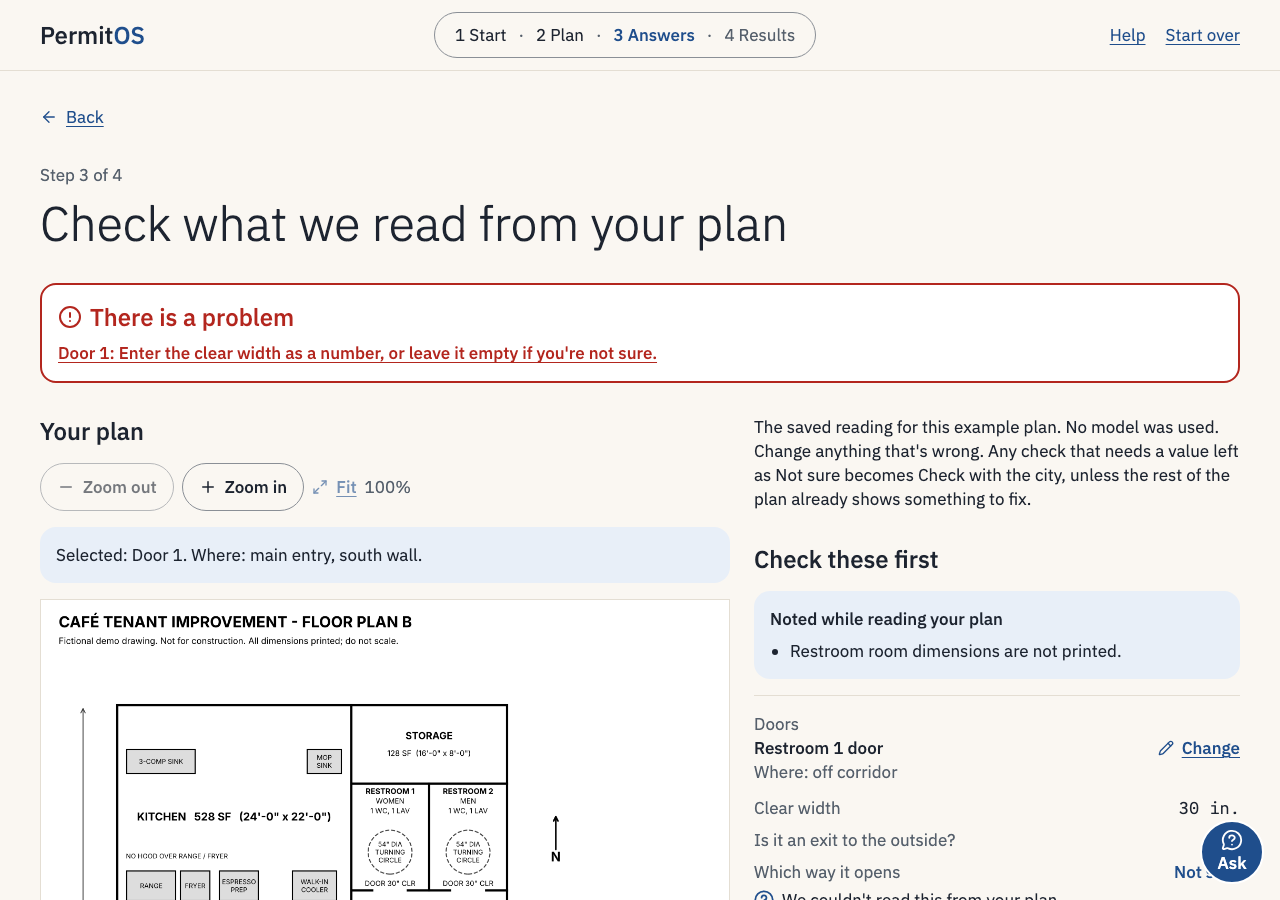 PermitOS
1 Start · 2 Plan · 3 Answers · 4 Results
Help
Start over
Back
Step 3 of 4
Check what we read from your plan
There is a problem
Door 1: Enter the clear width as a number, or leave it empty if you're not sure.
Your plan
Zoom out
Zoom in
Fit
100%
Selected: Door 1. Where: main entry, south wall.
CAFÉ TENANT IMPROVEMENT - FLOOR PLAN B
Fictional demo drawing. Not for construction. All dimensions printed; do not scale.
STORAGE
128 SF (16'-0" x 8'-0")
3-COMP SINK
MOP
SINK
RESTROOM 1
WOMEN
1 WC, 1 LAV
RESTROOM 2
MEN
1 WC, 1 LAV
KITCHEN 528 SF (24'-0" x 22'-0")
54" DIA
TURNING
CIRCLE
54" DIA
TURNING
CIRCLE
N
NO HOOD OVER RANGE / FRYER
RANGE
FRYER
ESPRESSO
PREP
WALK-IN
COOLER
DOOR 30" CLR
DOOR 30" CLR
The saved reading for this example plan. No model was used.
Change anything that's wrong. Any check that needs a value left
as Not sure becomes Check with the city, unless the rest of the
plan already shows something to fix.
Check these first
Noted while reading your plan
• Restroom room dimensions are not printed.
Doors
Restroom 1 door
Change
Where: off corridor
Clear width
30 in.
Is it an exit to the outside?
Which way it opens
Not
We couldn't read this from your plan
Ask